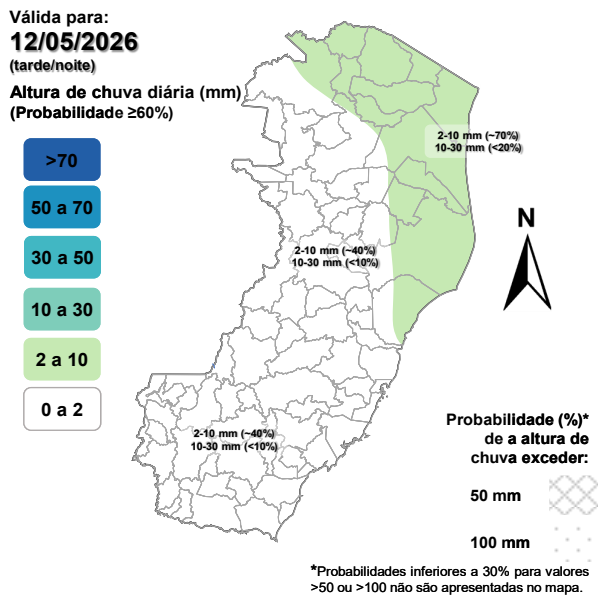 Válida para:
12/05/2026
(tarde/noite)
Altura de chuva diária (mm)
(Probabilidade ≥60%)
>70
50 a 70
30 a 50
10 a 30
2 a 10
0 a 2
2-10 mm (~70%)
10-30 mm (<20%)
2-10 mm (~40%)
10-30 mm (<10%)
2-10 mm (~40%)
10-30 mm (<10%)
N
Probabilidade (%)*
de a altura de
chuva exceder:
50 mm
100 mm
*Probabilidades inferiores a 30% para valores
>50 ou >100 não são apresentadas no mapa.